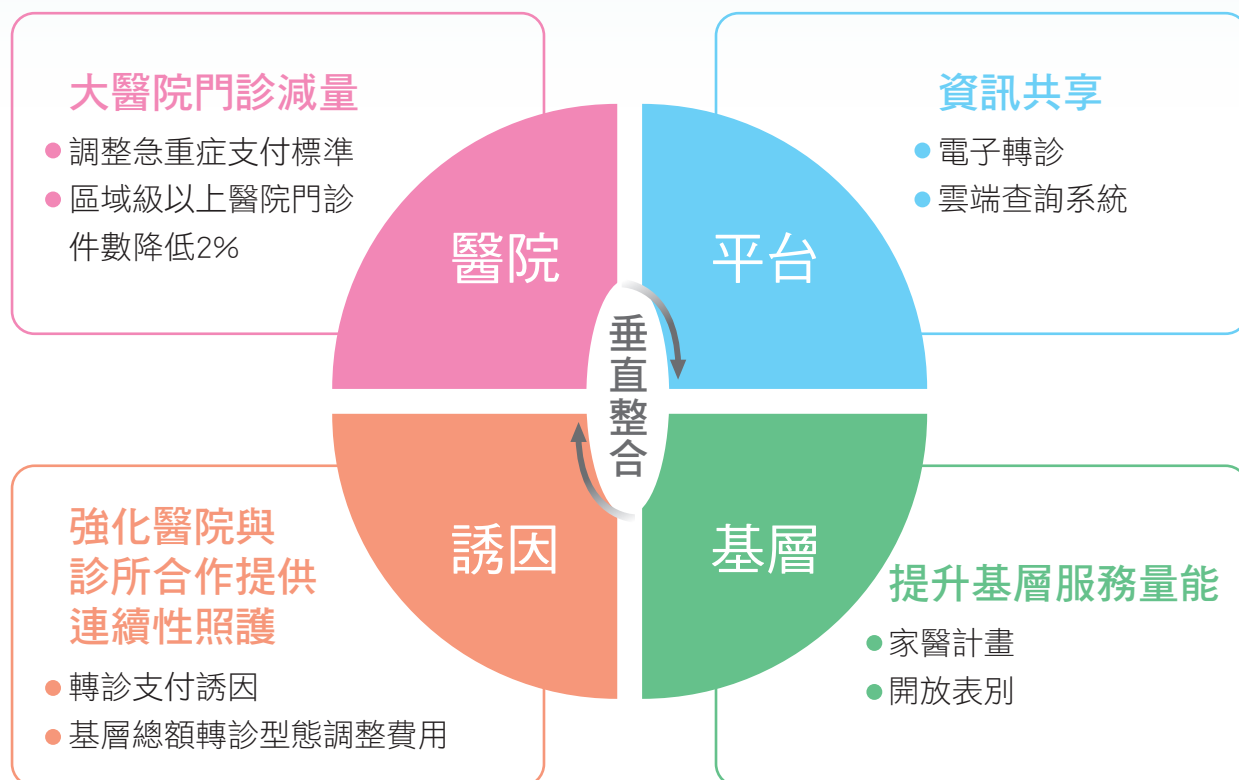 大醫院門診減量
調整急重症支付標準
區域級以上醫院門診
件數降低2%
資訊共享
電子轉診
雲端查詢系統
醫院
平台
垂直整合
誘因
基層
強化醫院與
診所合作提供
連續性照護
轉診支付誘因
基層總額轉診型態調整費用
提升基層服務量能
家醫計畫
開放表別